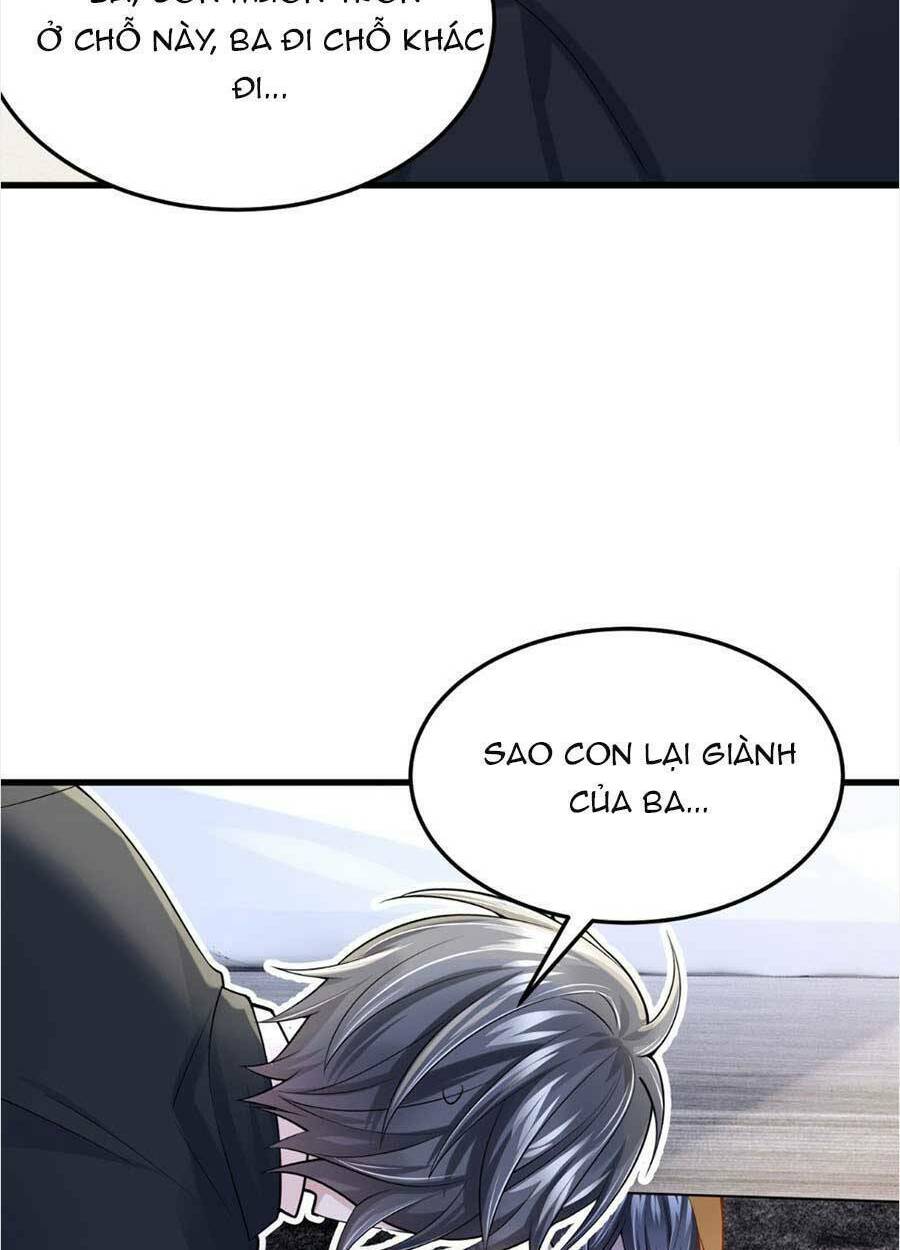 Ở CHỖ NÀY, BA ĐI CHỖ KHÁC
ĐI...
SAO CON LẠI GIÀNH
CỦA BA...